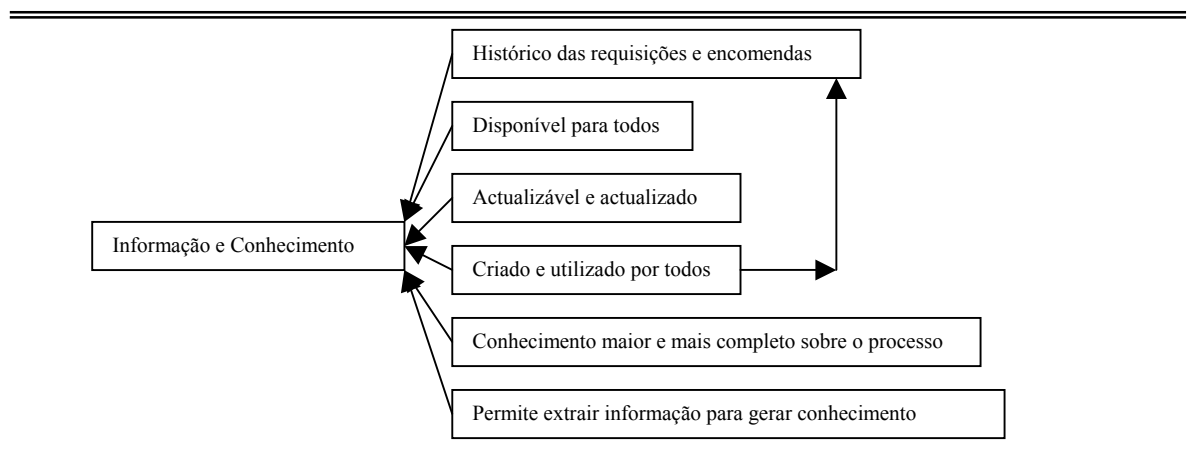 Histórico das requisições e encomendas
Disponível para todos
Actualizável e actualizado
Informação e Conhecimento
Criado e utilizado por todos
Conhecimento maior e mais completo sobre o processo
Permite extrair informação para gerar conhecimento